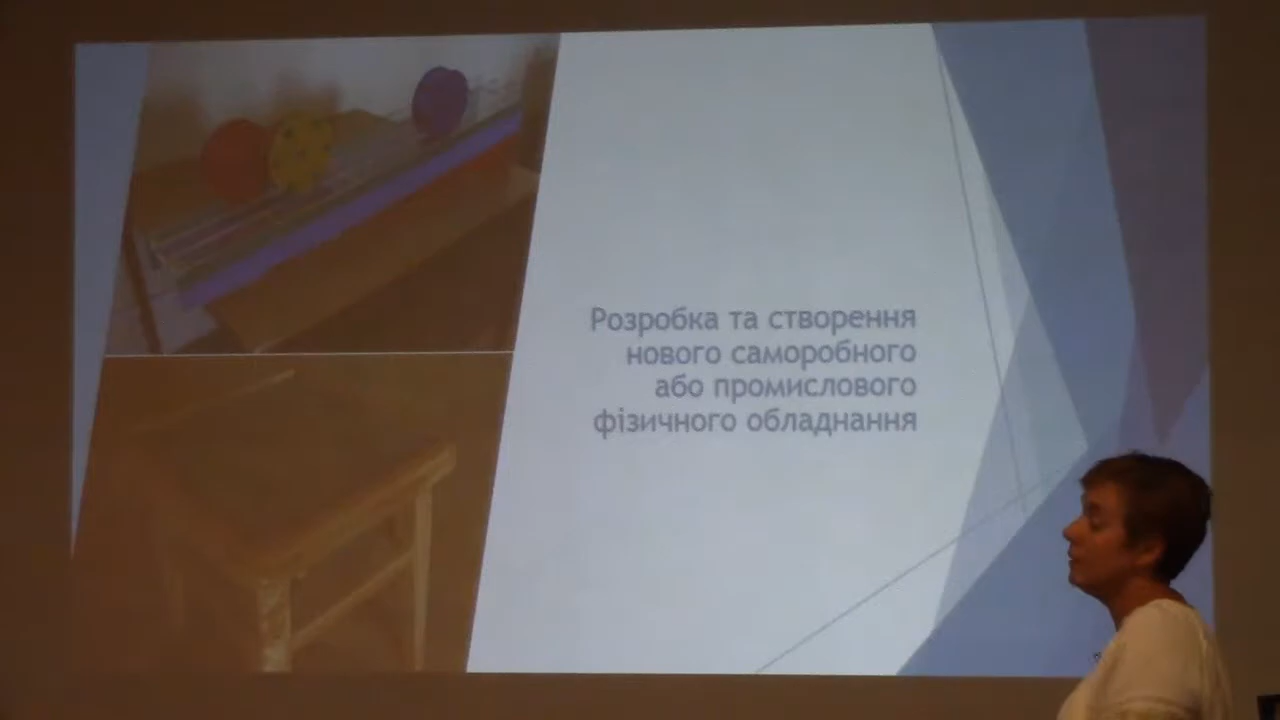 Розробка та створення
нового саморобного
або промислового
фізичного обладнання